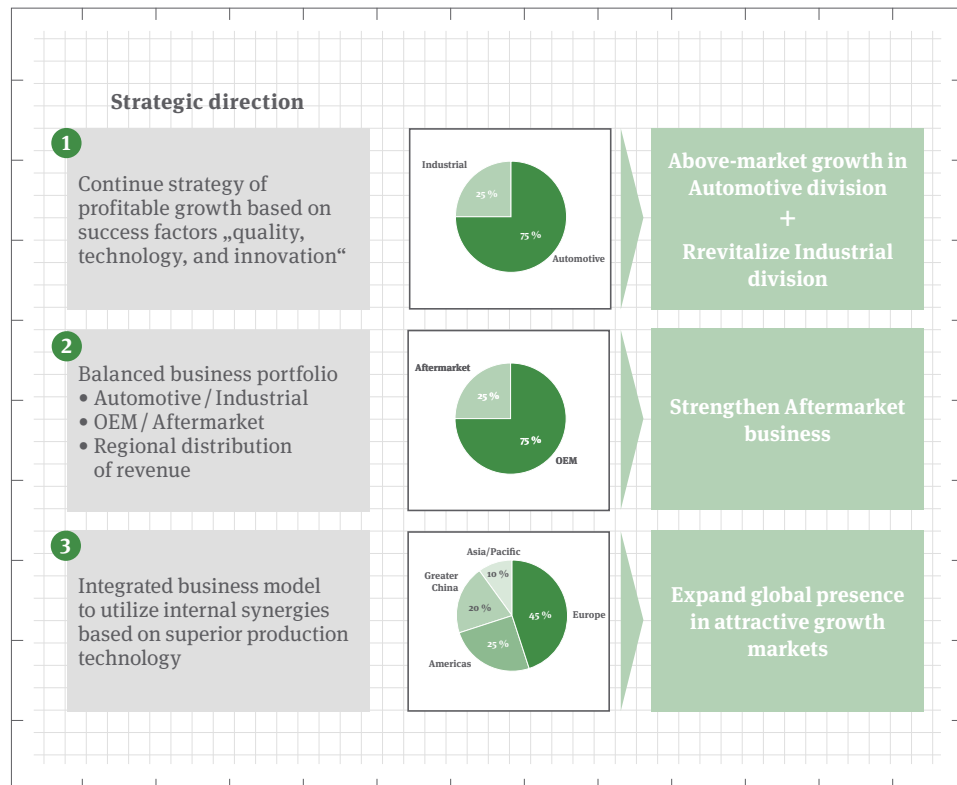 Strategic direction
1
Continue strategy of
profitable growth based on
success factors „quality,
technology, and innovation“
Industrial
25 %
75 %
Automotive
Above-market growth in
Automotive division
+
Rrevitalize Industrial
division
2
Balanced business portfolio
• Automotive / Industrial
• OEM / Aftermarket
• Regional distribution
of revenue
Aftermarket
25 %
75 %
OEM
Strengthen Aftermarket
business
3
Integrated business model
to utilize internal synergies
based on superior production
technology
Asia/Pacific
10 %
Greater
China
20 %
45 %
Europe
25 %
Americas
Expand global presence
in attractive growth
markets